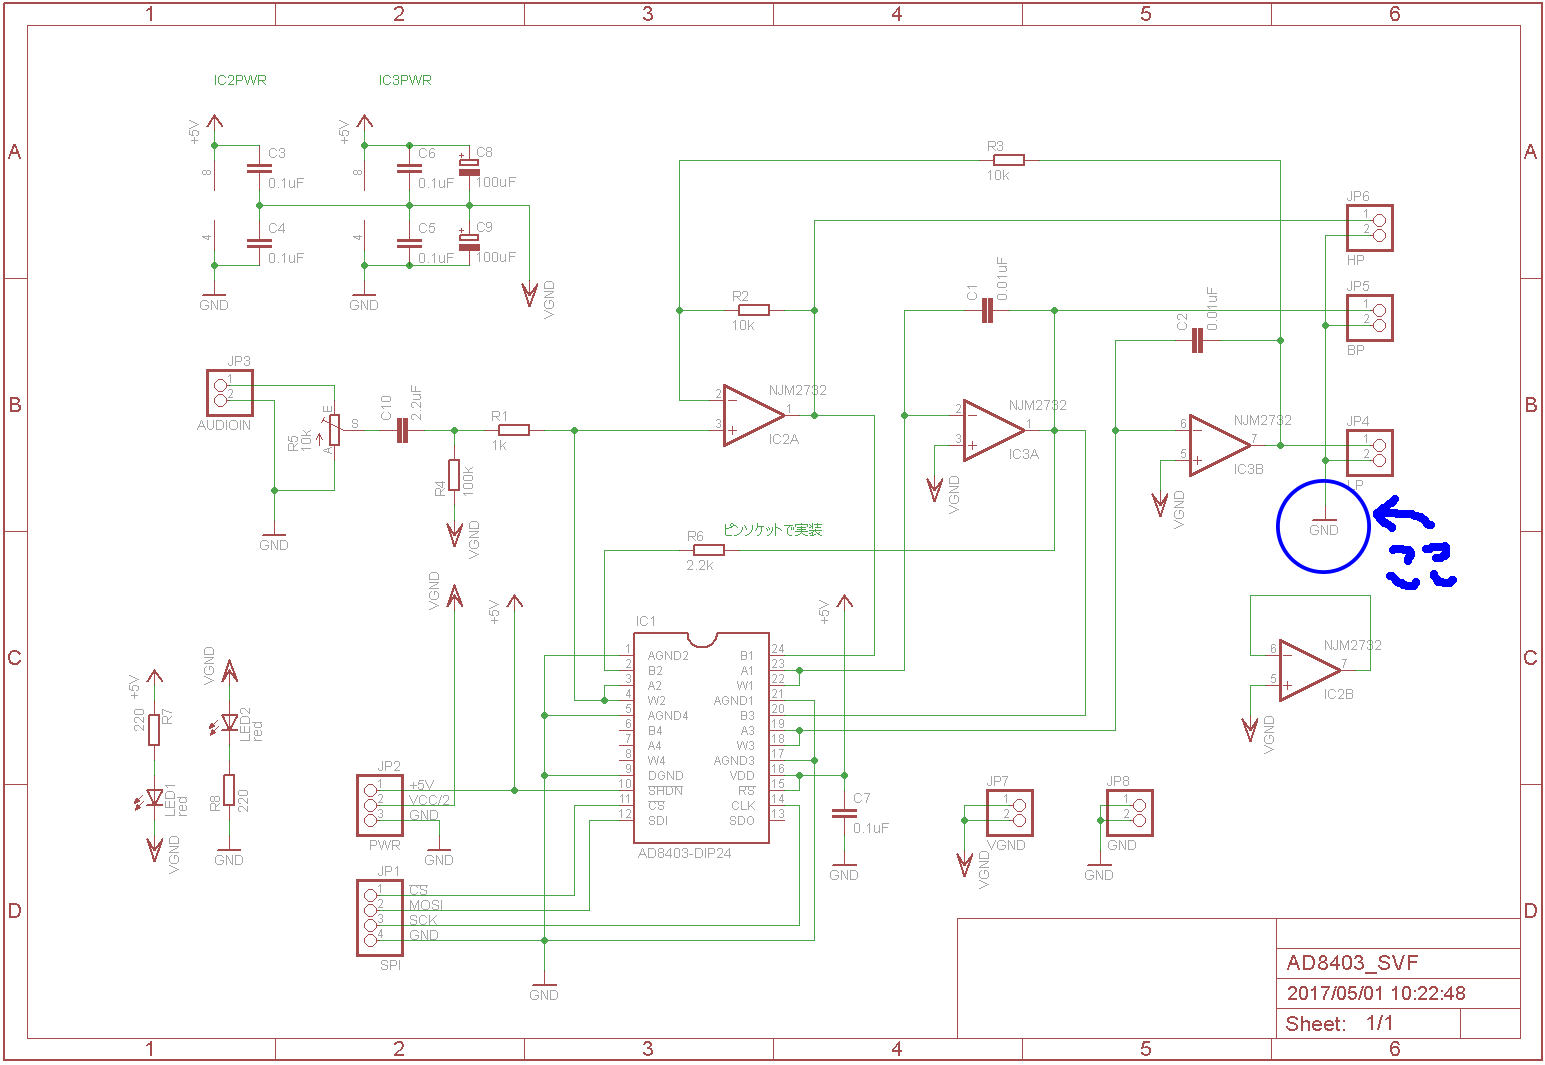 1 2 3 4 5 6
IC2PWR IC3PWR
+5V +5V
A A
C3 C6 C8
8 8
0.1uF 0.1uF 100uF
C4 C5 C9
4 4
0.1uF 0.1uF 100uF
GND GND VGND
R3
10k
JP6
1
2
HP
JP5
1
2
BP
R2
10k
C1 0.01uF
C2 0.01uF
JP3
1
2
AUDIOIN
B B
E
S
A
R5
10k
C10 2.2uF
R1
1k
R4 100k
GND VGND
NJM2732
2
3
1
IC2A
NJM2732
2
3
1
IC3A
VGND
NJM2732
6
5
7
IC3B
VGND
JP4
1
2
LP
GND
ここ
ピンソケットで実装
R6
2.2k
VGND
+5V
+5V
IC1
C C
1 AGND2 B1 24
2 B2 A1 23
3 A2 W1 22
4 W2 AGND1 21
5 AGND4 B3 20
6 B4 A3 19
7 A4 W3 18
8 W4 AGND3 17
9 DGND VDD 16
10 SHDN RS 15
11 CS CLK 14
12 SDI SDO 13
AD8403-DIP24
NJM2732
6
5
7
IC2B
VGND
+5V
220 R7
LED1 red
VGND
VGND
LED2 red
R8 220
GND
JP2
1 +5V
2 VCC/2
3 GND
PWR
GND
C7
0.1uF
GND
JP7
1
2
VGND
VGND
JP8
1
2
GND
GND
JP1
1 CS
2 MOSI
3 SCK
4 GND
SPI
GND
D D
AD8403_SVF
2017/05/01 10:22:48
Sheet: 1/1
1 2 3 4 5 6